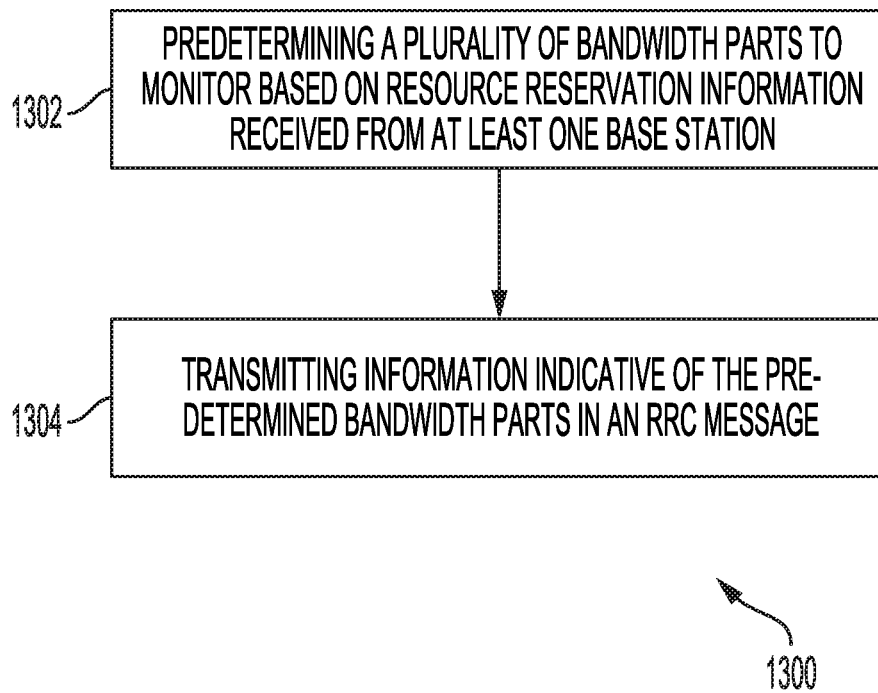 PREDETERMINING A PLURALITY OF BANDWIDTH PARTS TO
MONITOR BASED ON RESOURCE RESERVATION INFORMATION
RECEIVED FROM AT LEAST ONE BASE STATION
1302
TRANSMITTING INFORMATION INDICATIVE OF THE PRE-
DETERMINED BANDWIDTH PARTS IN AN RRC MESSAGE
1304
1300